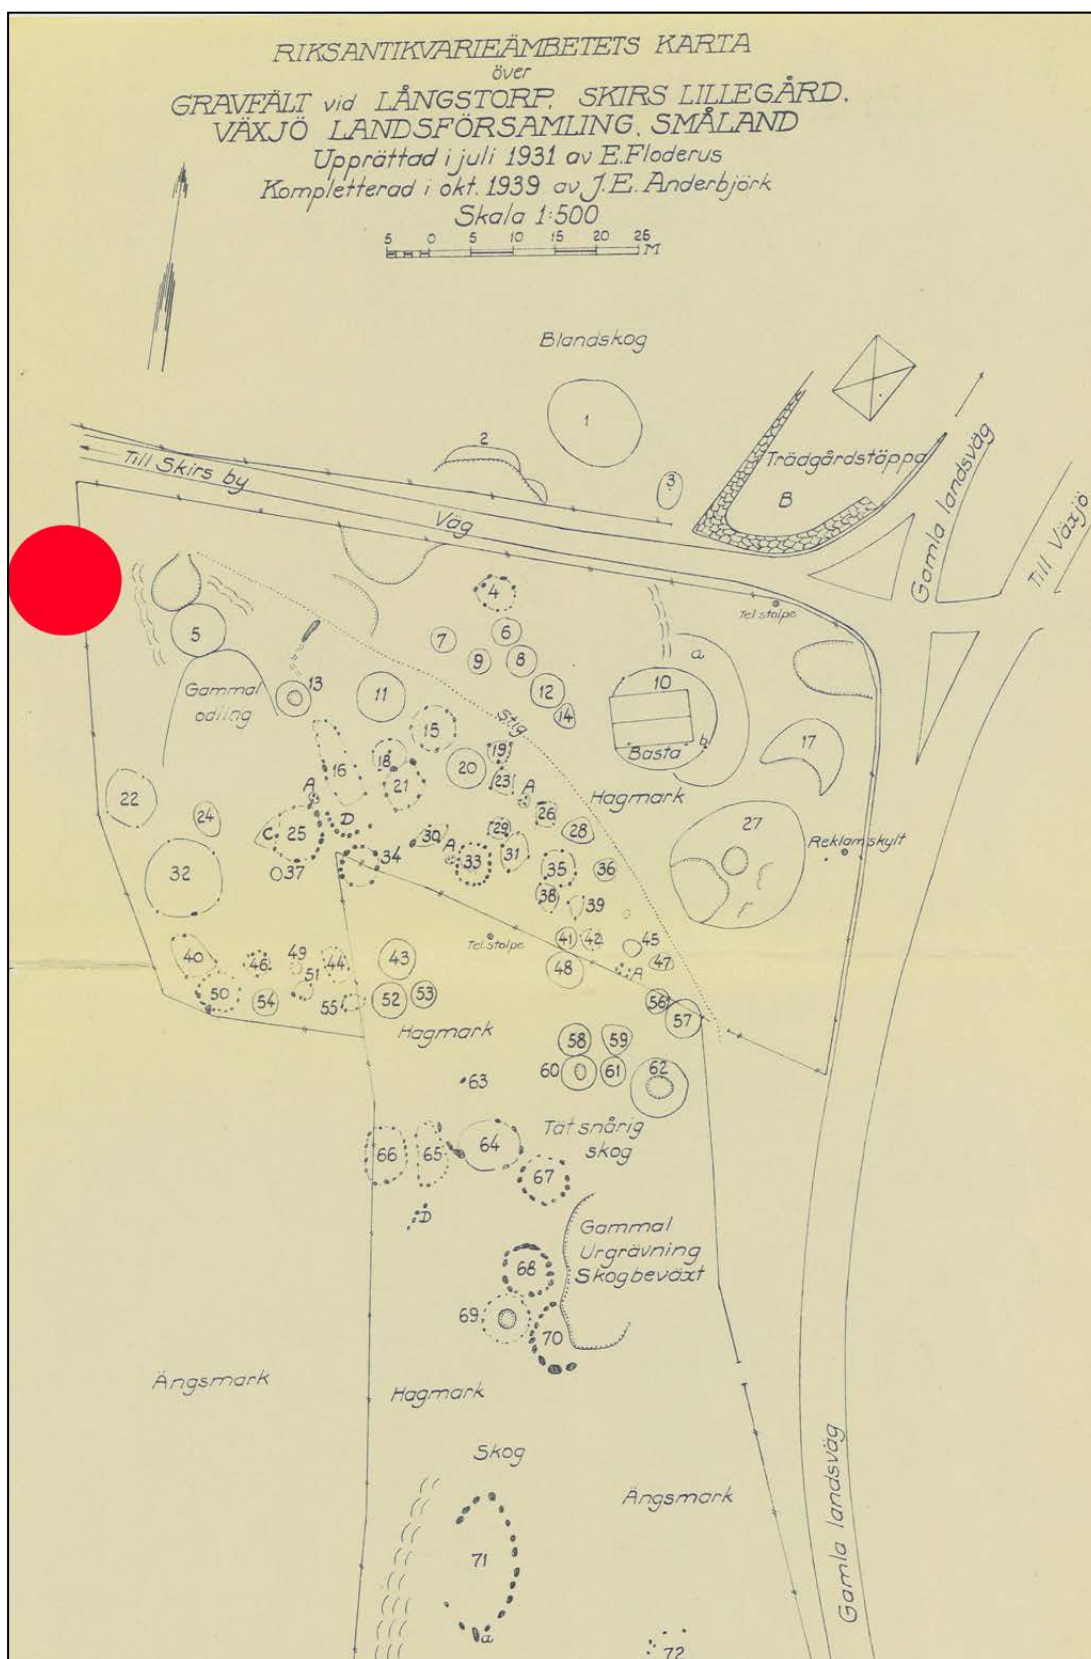 RIKSANTIKVARIEÄMBETETS KARTA
över
GRAVFÄLT vid LÅNGSTORP, SKIRS LILLEGÅRD,
VÄXJÖ LANDSFÖRSAMLING, SMÅLAND
Upprättad i juli 1931 av E.Floderus
Kompletterad i okt. 1939 av J.E. Anderbjörk
Skala 1:500
5 0 5 10 15 20 25
M
Blandskog
1
2
3
Trädgårdstäppa
B
Gamla landsväg
Till Växjö
Till Skirs by
Väg
4
Tel.stolpe
5
7
6
9
8
a
Gammal
odling
13
11
12
10
14
Stig
15
Basta
b
17
16
18
19
20
21
23
A
A
22
24
C
25
D
30
A
29
26
28
Hagmark
27
Reklamskylt
32
37
34
33
31
35
36
38
39
40
46
49
44
43
Tel.stolpe
41
42
45
48
47
A
50
54
51
55
52
53
56
57
Hagmark
58
59
63
60
61
62
66
65
64
Tät snårig
skog
67
D
Gammal
Urgrävning
Skogbeväxt
68
69
70
Ängsmark
Hagmark
Skog
Ängsmark
Gamla landsväg
71
a
72